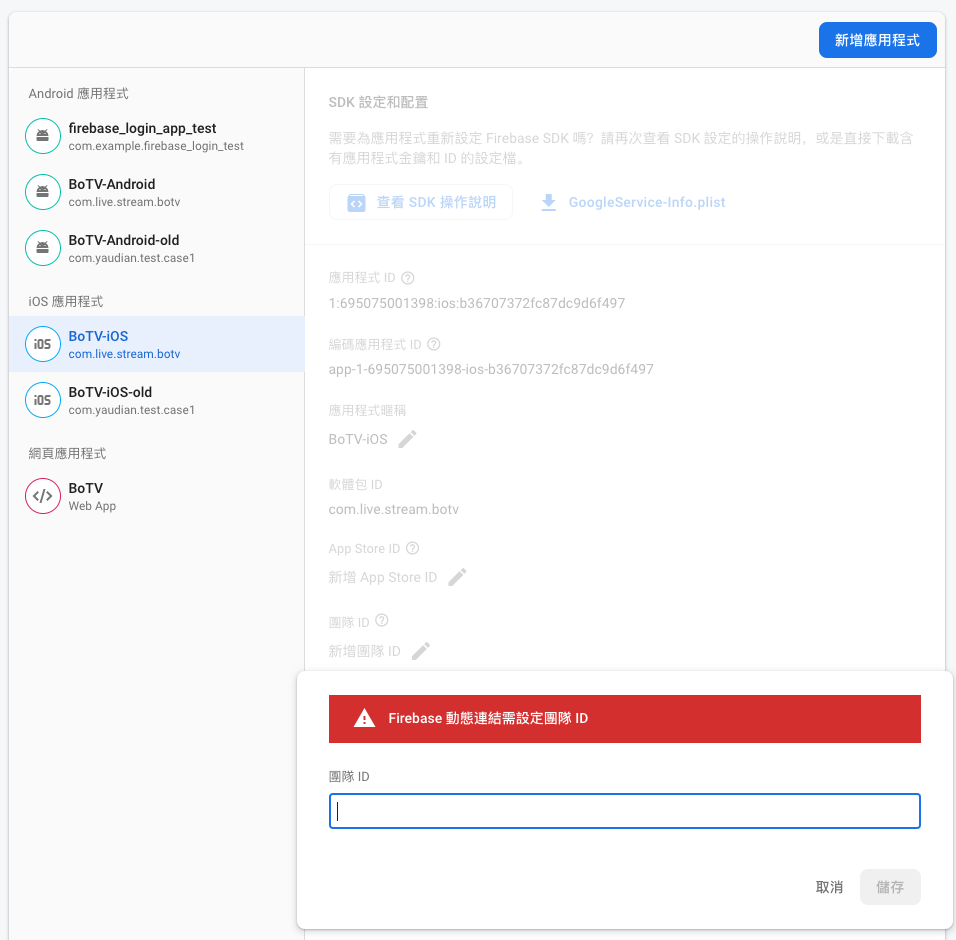 新增應用程式
Android 應用程式
firebase_login_app_test
com.example.firebase_login_test
BoTV-Android
com.live.stream.botv
BoTV-Android-old
com.yaudian.test.case1
iOS 應用程式
iOS
BoTV-iOS
com.live.stream.botv
iOS
BoTV-iOS-old
com.yaudian.test.case1
網頁應用程式
BoTV
Web App
SDK 設定和配置
需要為應用程式重新設定 Firebase SDK 嗎？請再次查看 SDK 設定的操作說明，或是直接下載含
有應用程式金鑰和 ID 的設定檔。
查看 SDK 操作說明
GoogleService-Info.plist
應用程式 ID
1:695075001398:ios:b36707372fc87dc9d6f497
編碼應用程式 ID
app-1-695075001398-ios-b36707372fc87dc9d6f497
應用程式暱稱
BoTV-iOS
軟體包 ID
com.live.stream.botv
App Store ID
新增 App Store ID
團隊 ID
新增團隊 ID
Firebase 動態連結需設定團隊 ID
團隊 ID
取消
儲存